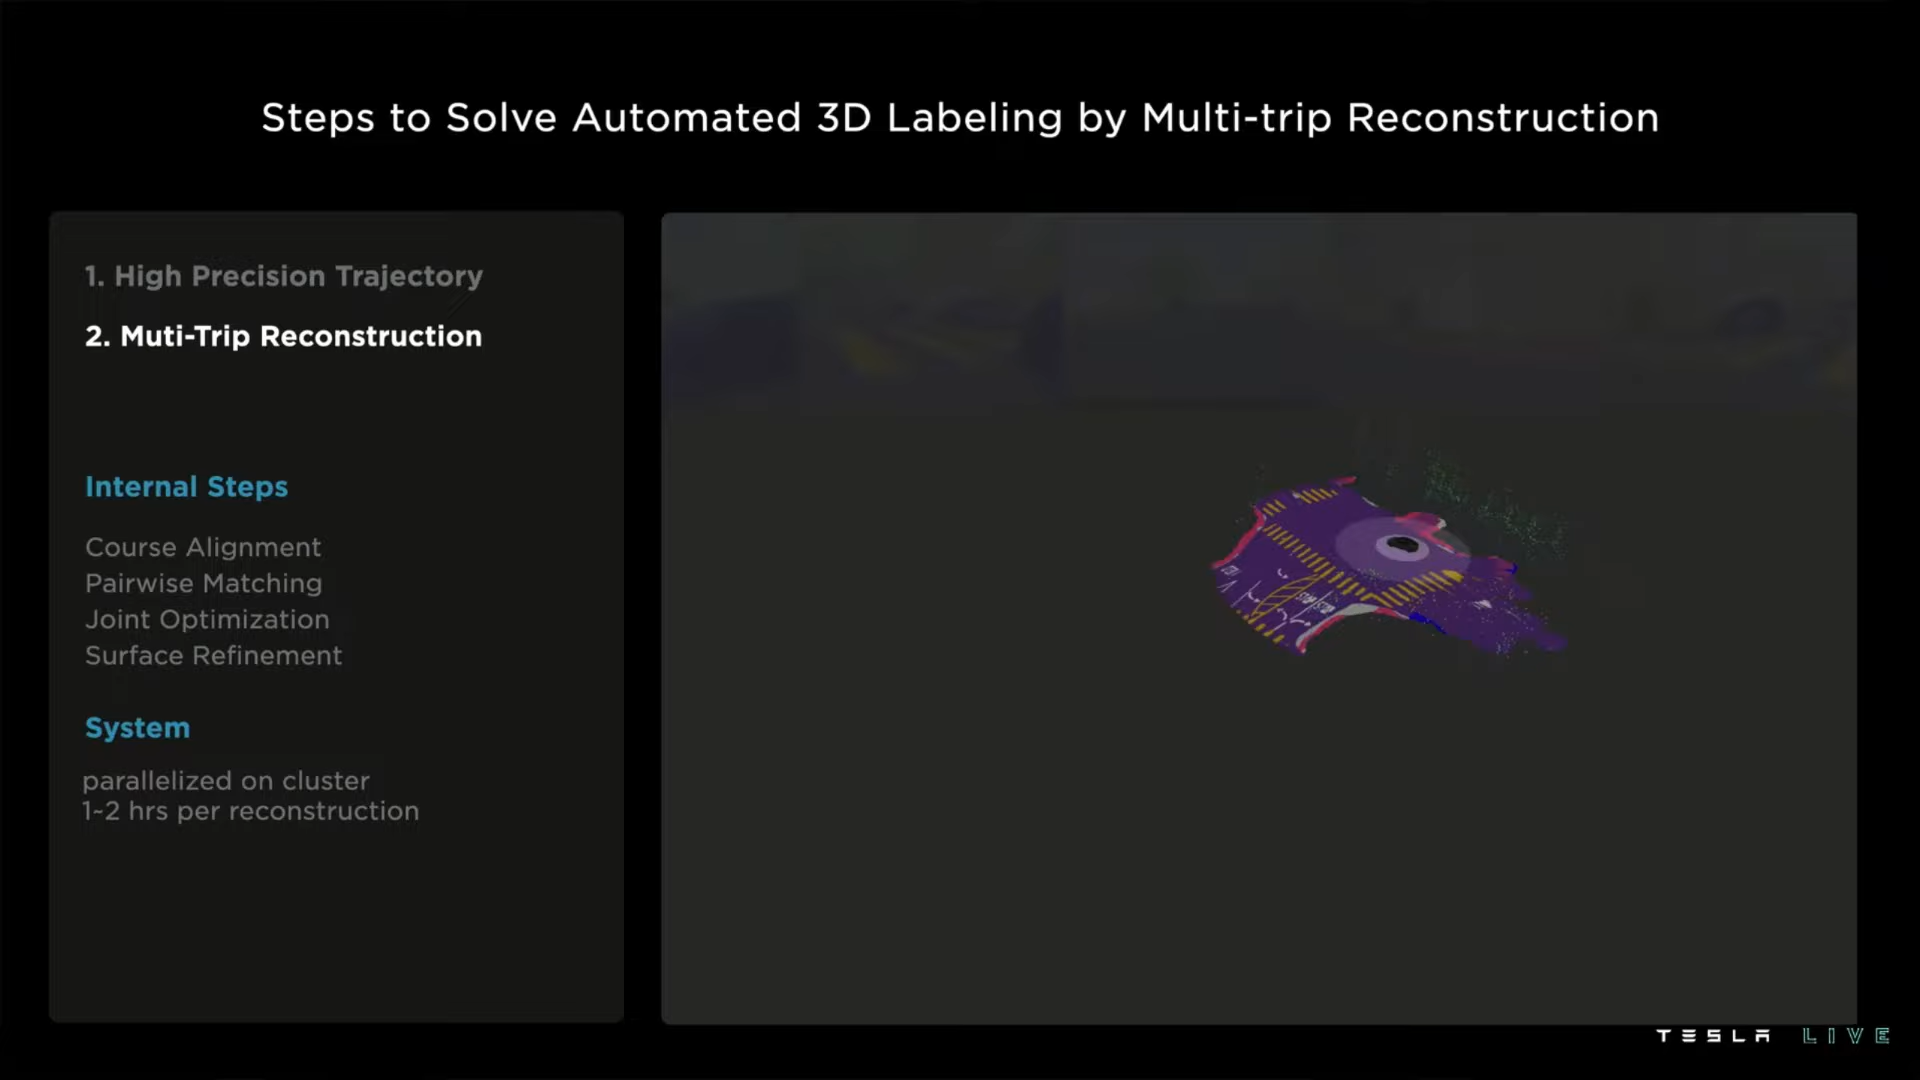 Steps to Solve Automated 3D Labeling by Multi-trip Reconstruction
1. High Precision Trajectory
2. Muti-Trip Reconstruction
Internal Steps
Course Alignment
Pairwise Matching
Joint Optimization
Surface Refinement
System
parallelized on cluster
1~2 hrs per reconstruction
STOP STOP
TESLA LIVE